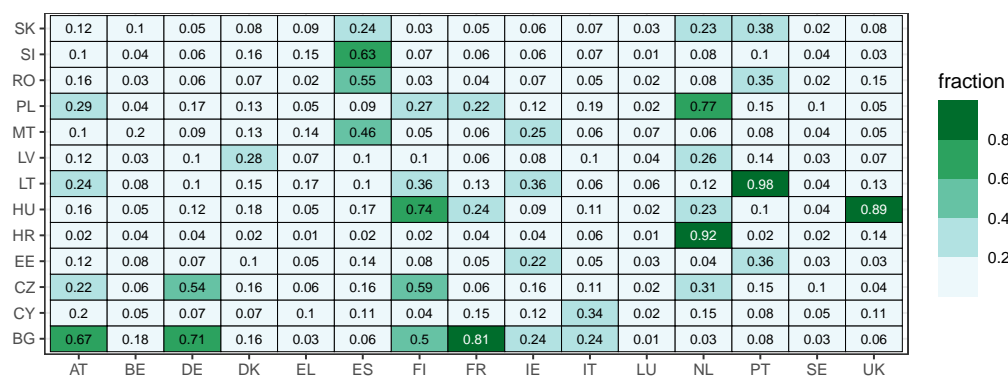 SK 0.12 0.1 0.05 0.08 0.09 0.24 0.03 0.05 0.06 0.07 0.03 0.23 0.38 0.02 0.08
SI 0.1 0.04 0.06 0.16 0.15 0.63 0.07 0.06 0.06 0.07 0.01 0.08 0.1 0.04 0.03
RO 0.16 0.03 0.06 0.07 0.02 0.55 0.03 0.04 0.07 0.05 0.02 0.08 0.35 0.02 0.15
PL 0.29 0.04 0.17 0.13 0.05 0.09 0.27 0.22 0.12 0.19 0.02 0.77 0.15 0.1 0.05
MT 0.1 0.2 0.09 0.13 0.14 0.46 0.05 0.06 0.25 0.06 0.07 0.06 0.08 0.04 0.05
LV 0.12 0.03 0.1 0.28 0.07 0.1 0.1 0.06 0.08 0.1 0.04 0.26 0.14 0.03 0.07
LT 0.24 0.08 0.1 0.15 0.17 0.1 0.36 0.13 0.36 0.06 0.06 0.12 0.98 0.04 0.13
HU 0.16 0.05 0.12 0.18 0.05 0.17 0.74 0.24 0.09 0.11 0.02 0.23 0.1 0.04 0.89
HR 0.02 0.04 0.04 0.02 0.01 0.02 0.02 0.04 0.04 0.06 0.01 0.92 0.02 0.02 0.14
EE 0.12 0.08 0.07 0.1 0.05 0.14 0.08 0.05 0.22 0.05 0.03 0.04 0.36 0.03 0.03
CZ 0.22 0.06 0.54 0.16 0.06 0.16 0.59 0.06 0.16 0.11 0.02 0.31 0.15 0.1 0.04
CY 0.2 0.05 0.07 0.07 0.1 0.11 0.04 0.15 0.12 0.34 0.02 0.15 0.08 0.05 0.11
BG 0.67 0.18 0.71 0.16 0.03 0.06 0.5 0.81 0.24 0.24 0.01 0.03 0.08 0.03 0.06
AT BE DE DK EL ES FI FR IE IT LU NL PT SE UK
fraction
0.8
0.6
0.4
0.2